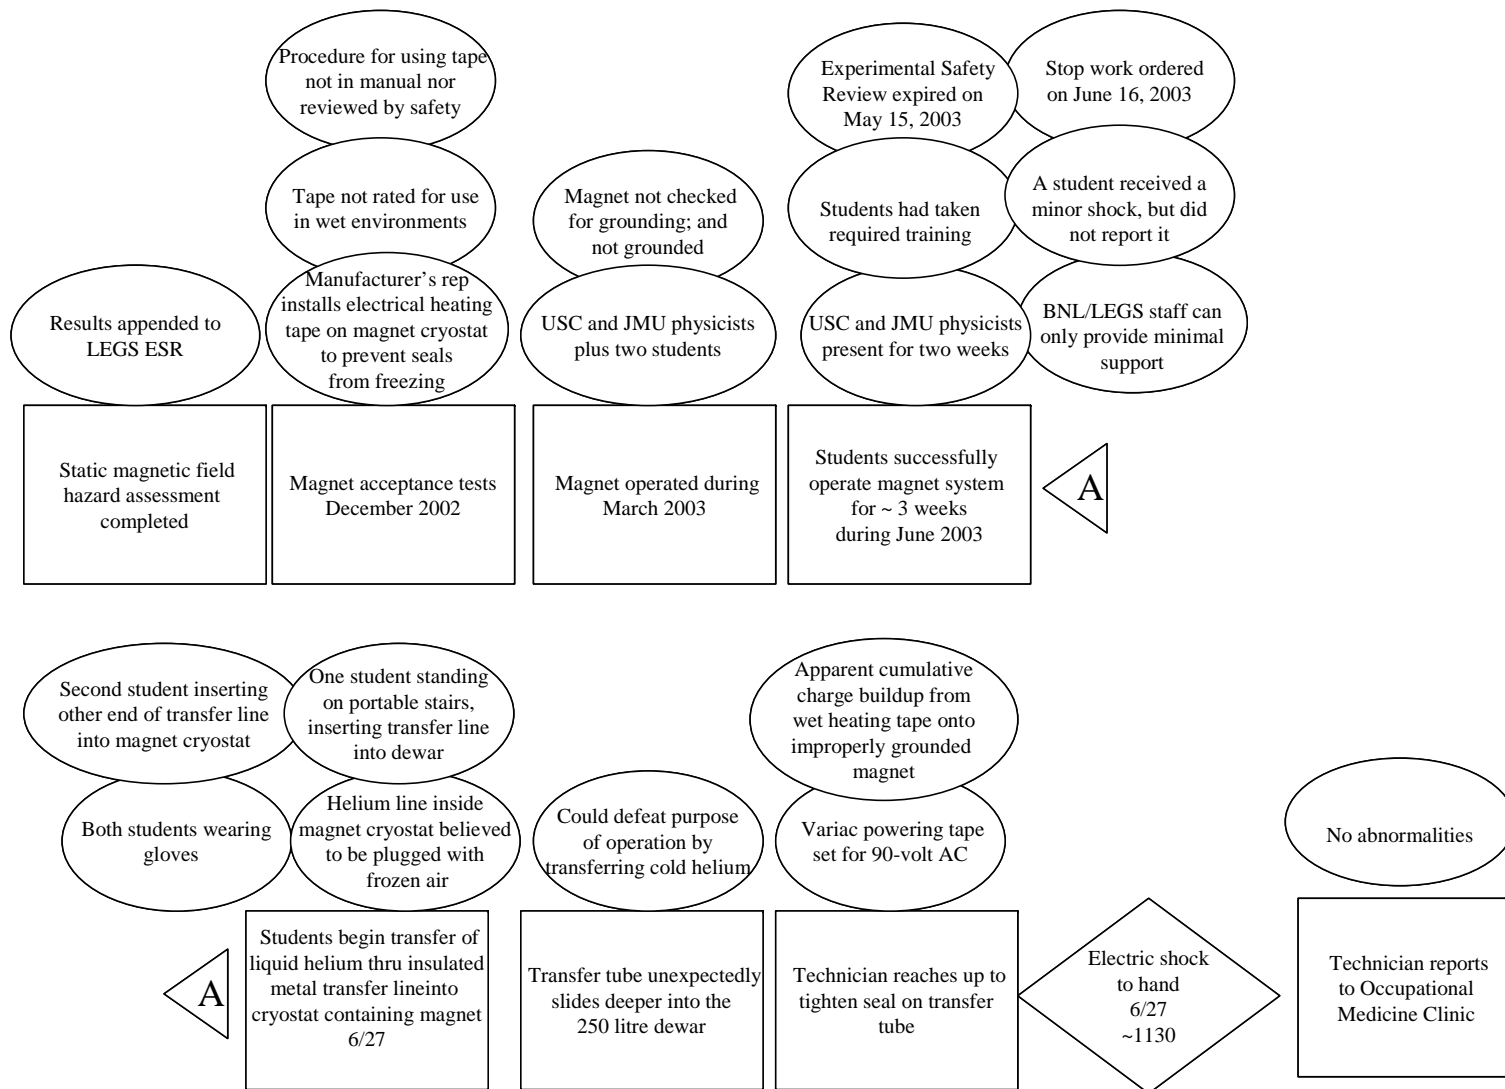 Procedure for using tape
not in manual nor
reviewed by safety
Experimental Safety
Review expired on
May 15, 2003
Stop work ordered
on June 16, 2003
Tape not rated for use
in wet environments
Magnet not checked
for grounding; and
not grounded
Students had taken
required training
A student received a
minor shock, but did
not report it
Results appended to
LEGS ESR
Manufacturer's rep
installs electrical heating
tape on magnet cryostat
to prevent seals
from freezing
USC and JMU physicists
plus two students
USC and JMU physicists
present for two weeks
BNL/LEGS staff can
only provide minimal
support
Static magnetic field
hazard assessment
completed
Magnet acceptance tests
December 2002
Magnet operated during
March 2003
Students successfully
operate magnet system
for ~ 3 weeks
during June 2003
A
Second student inserting
other end of transfer line
into magnet cryostat
One student standing
on portable stairs,
inserting transfer line
into dewar
Apparent cumulative
charge buildup from
wet heating tape onto
improperly grounded
magnet
Both students wearing
gloves
Helium line inside
magnet cryostat believed
to be plugged with
frozen air
Could defeat purpose
of operation by
transferring cold helium
Variac powering tape
set for 90-volt AC
No abnormalities
A
Students begin transfer of
liquid helium thru insulated
metal transfer lineinto
cryostat containing magnet
6/27
Transfer tube unexpectedly
slides deeper into the
250 litre dewar
Technician reaches up to
tighten seal on transfer
tube
Electric shock
to hand
6/27
~1130
Technician reports
to Occupational
Medicine Clinic